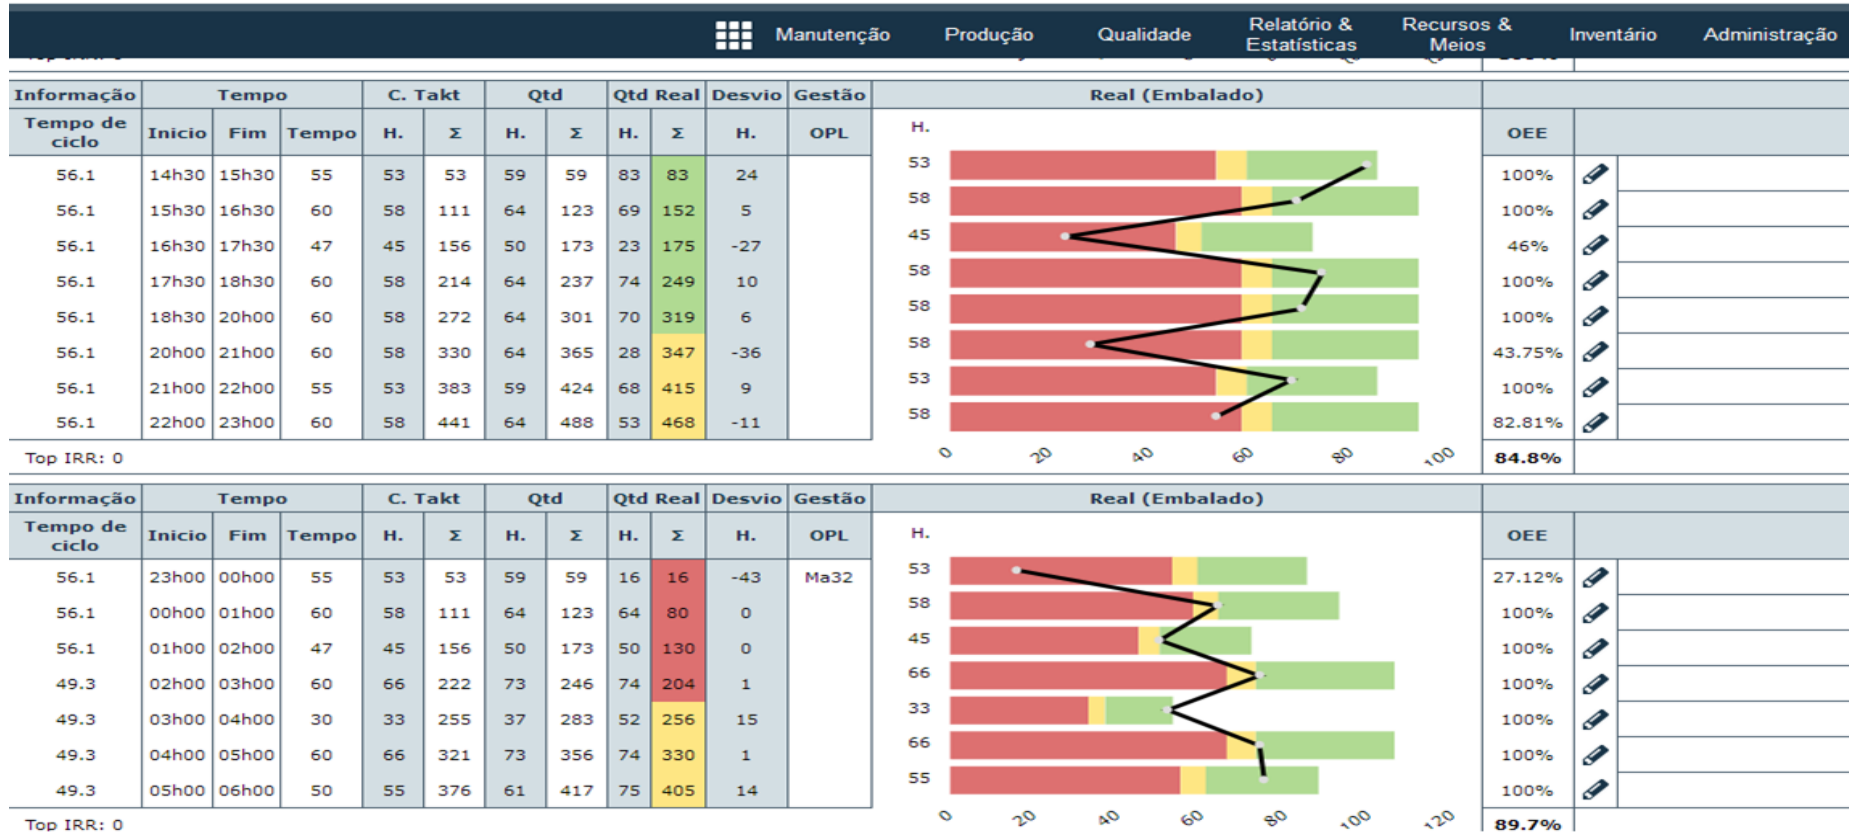 Manutenção Produção Qualidade Relatório & Estatísticas Recursos & Meios Inventário Administração
Informação Tempo C. Takt Qtd Qtd Real Desvio Gestão Real (Embalado)
Tempo de ciclo Inicio Fim Tempo H. Σ H. Σ H. Σ H. OPL H. OEE
56.1 14h30 15h30 55 53 53 59 59 83 83 24 53 100%
56.1 15h30 16h30 60 58 111 64 123 69 152 5 58 100%
56.1 16h30 17h30 47 45 156 50 173 23 175 -27 45 46%
56.1 17h30 18h30 60 58 214 64 237 74 249 10 58 100%
56.1 18h30 20h00 60 58 272 64 301 70 319 6 58 100%
56.1 20h00 21h00 60 58 330 64 365 28 347 -36 58 43.75%
56.1 21h00 22h00 55 53 383 59 424 68 415 9 53 100%
56.1 22h00 23h00 60 58 441 64 488 53 468 -11 58 82.81%
Top IRR: 0 0 20 40 60 80 100 84.8%
Informação Tempo C. Takt Qtd Qtd Real Desvio Gestão Real (Embalado)
Tempo de ciclo Inicio Fim Tempo H. Σ H. Σ H. Σ H. OPL H. OEE
56.1 23h00 00h00 55 53 53 59 59 16 16 -43 Ma32 53 27.12%
56.1 00h00 01h00 60 58 111 64 123 64 80 0 58 100%
56.1 01h00 02h00 47 45 156 50 173 50 130 0 45 100%
49.3 02h00 03h00 60 66 222 73 246 74 204 1 66 100%
49.3 03h00 04h00 30 33 255 37 283 52 256 15 33 100%
49.3 04h00 05h00 60 66 321 73 356 74 330 1 66 100%
49.3 05h00 06h00 50 55 376 61 417 75 405 14 55 100%
Top IRR: 0 0 20 40 60 80 100 120 89.7%